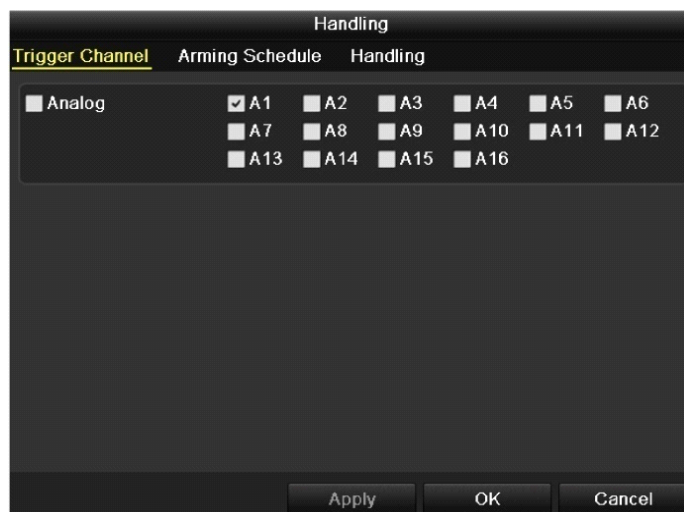 Handling
Trigger Channel Arming Schedule Handling
Analog A1 A2 A3 A4 A5 A6
A7 A8 A9 A10 A11 A12
A13 A14 A15 A16
Apply OK Cancel